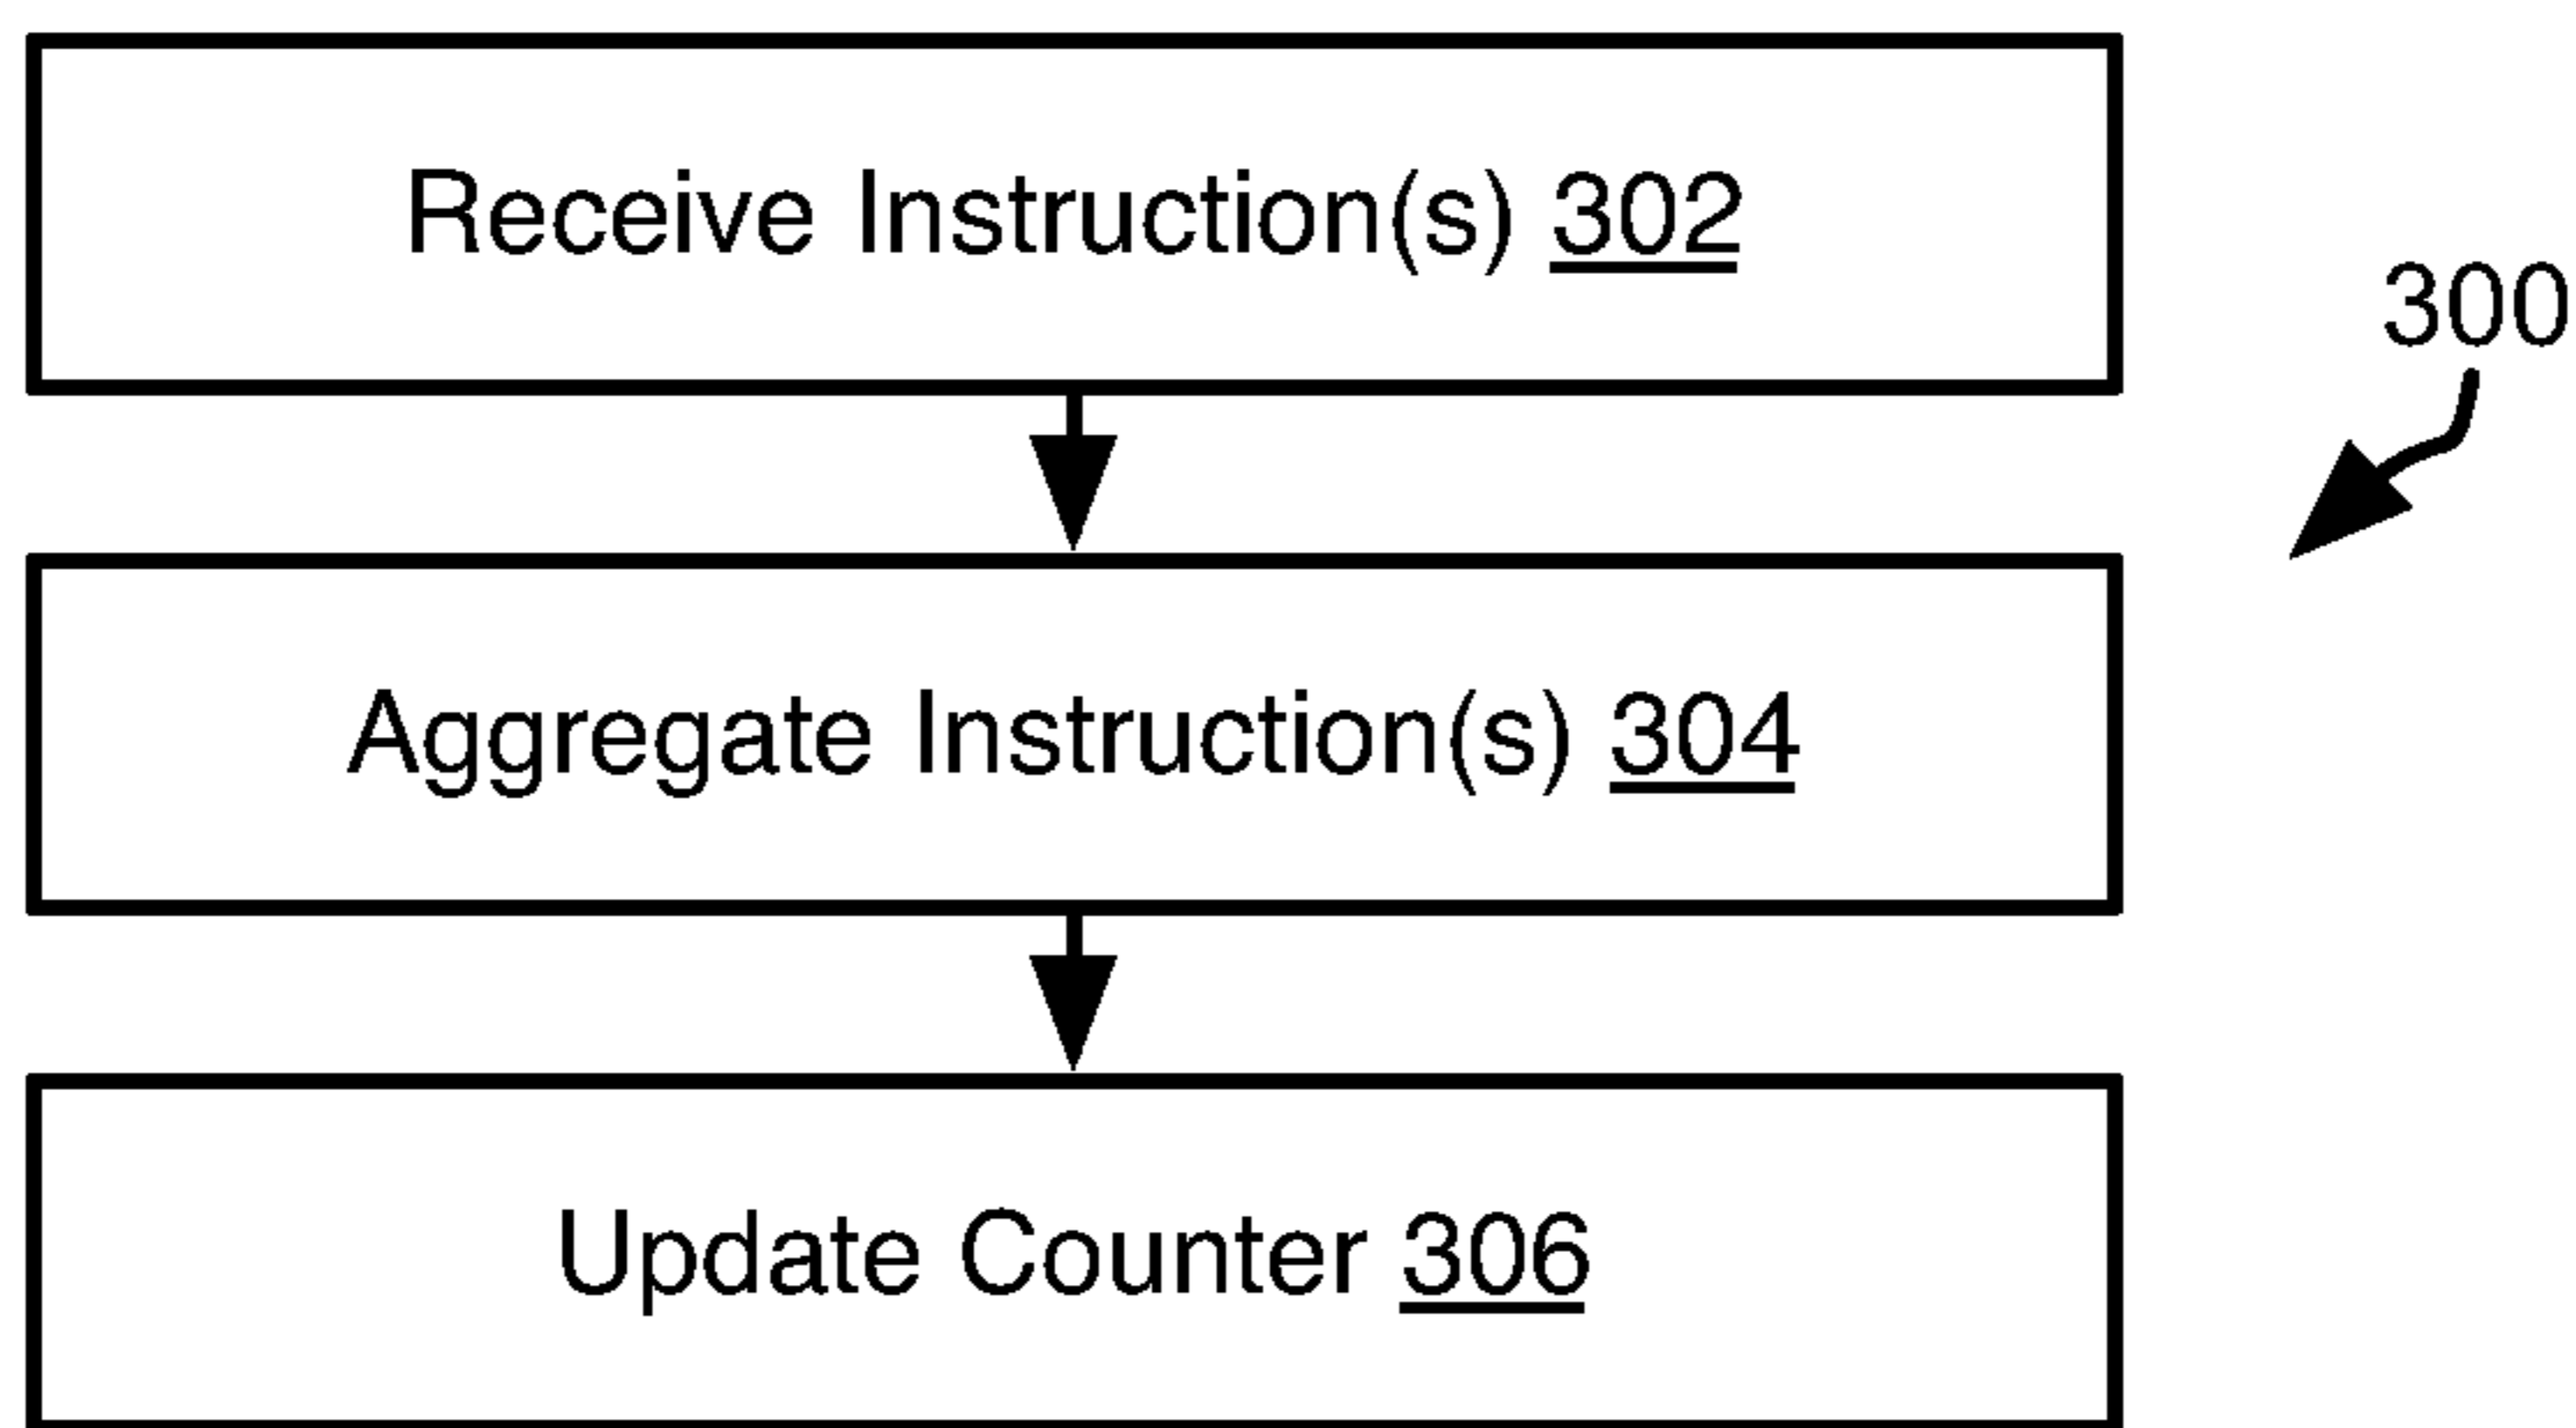 Receive Instruction(s) 302
300
Aggregate Instruction(s) 304
Update Counter 306